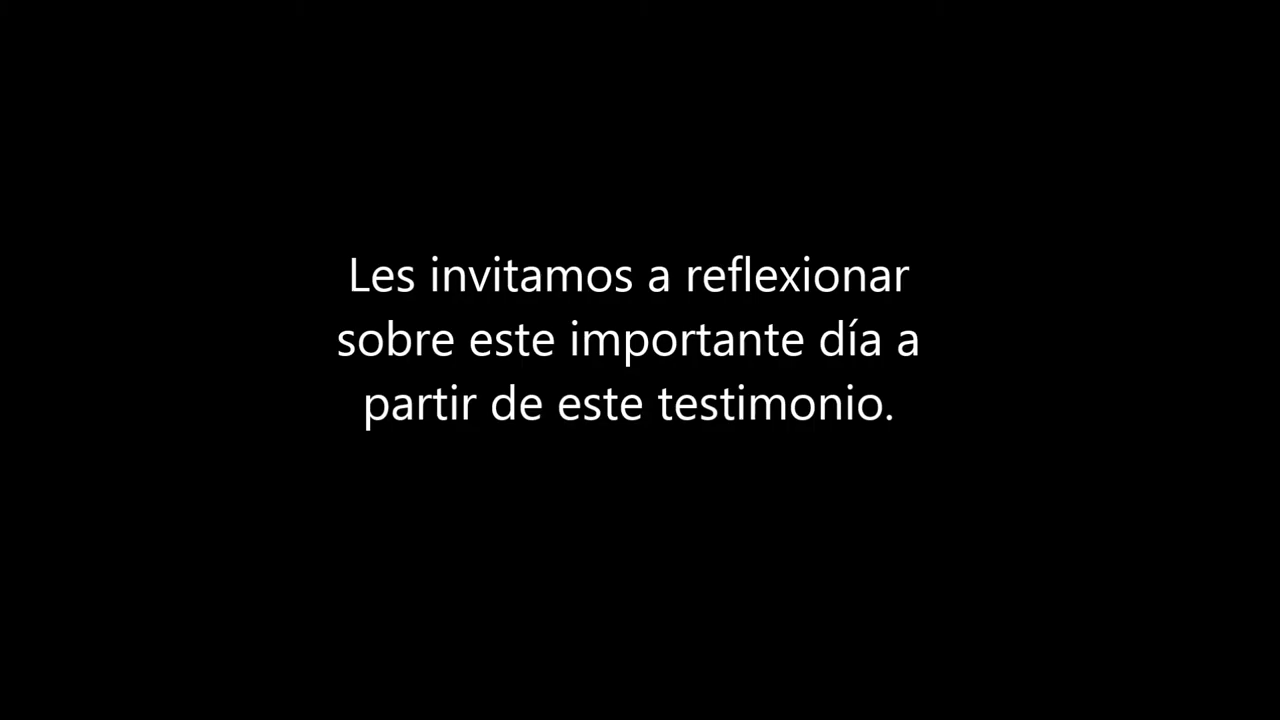 Les invitamos a reflexionar
sobre este importante día a
partir de este testimonio.